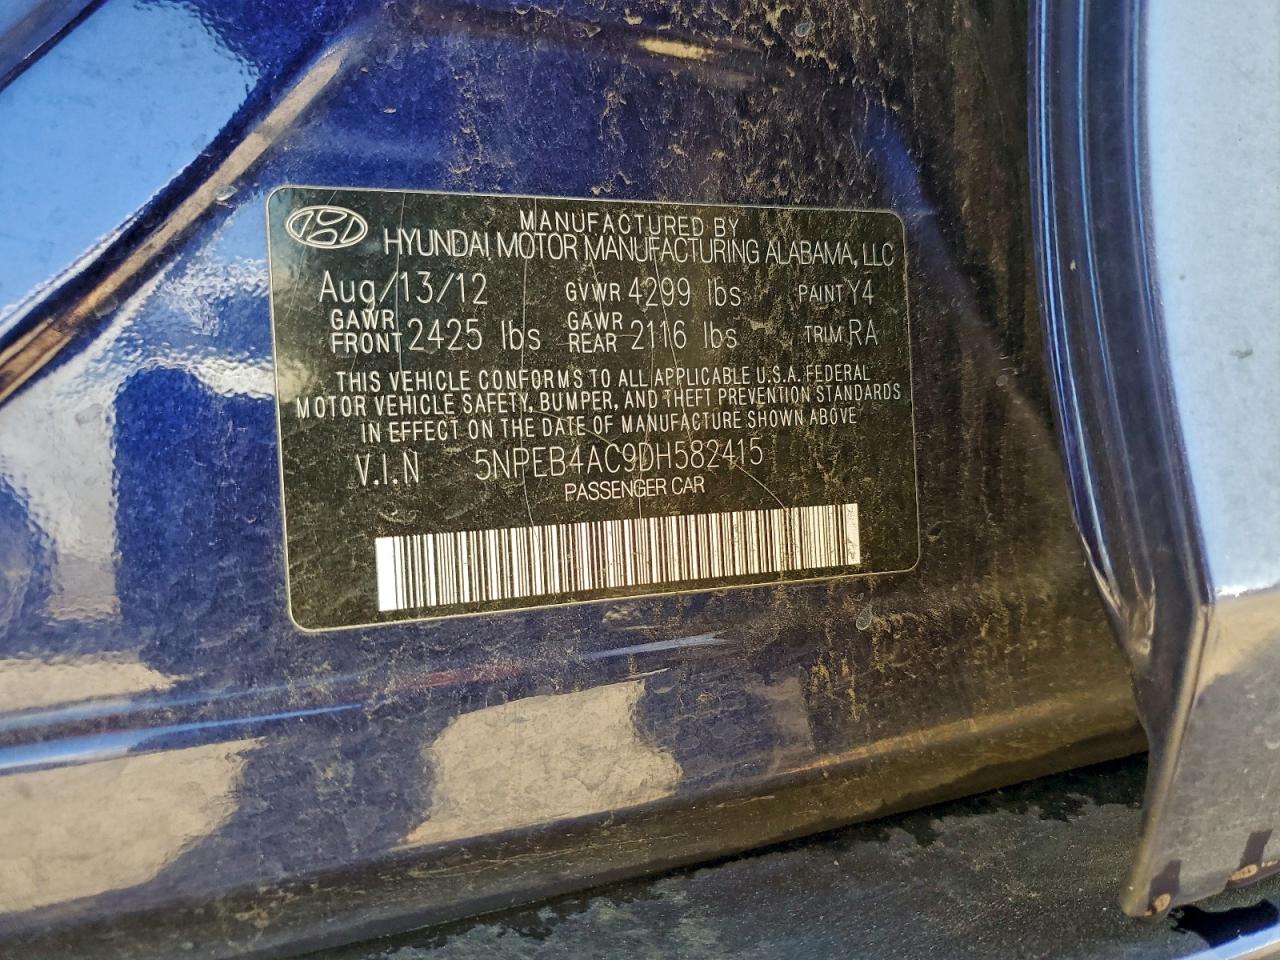 MANUFACTURED BY
HYUNDAI MOTOR MANUFACTURING ALABAMA, LLC
Aug/13/12 GVWR 4299 lbs PAINT Y4
GAWR FRONT 2425 lbs GAWR REAR 2116 lbs TRIM RA
THIS VEHICLE CONFORMS TO ALL APPLICABLE U.S.A. FEDERAL
MOTOR VEHICLE SAFETY, BUMPER, AND THEFT PREVENTION STANDARDS
IN EFFECT ON THE DATE OF MANUFACTURE SHOWN ABOVE
V.I.N 5NPEB4AC9DH582415
PASSENGER CAR